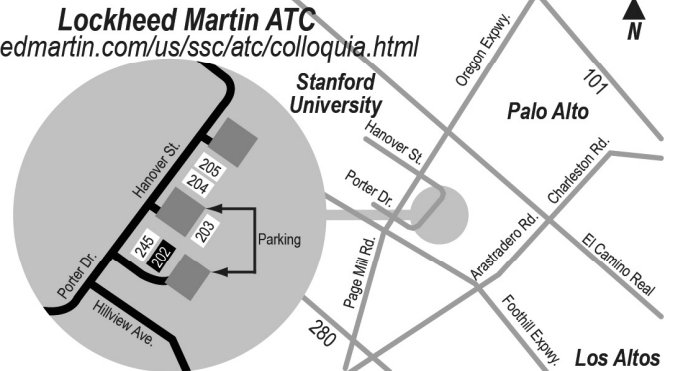 Lockheed Martin ATC
edmartin.com/us/ssc/atc/colloquia.html
N
Stanford
University
Oregon Expwy.
101
Palo Alto
Hanover St.
Porter Dr.
Charleston Rd.
Arastradero Rd.
El Camino Real
Page Mill Rd.
Foothill Expwy.
280
Los Altos
Hanover St.
205
204
203
Parking
245
202
Porter Dr.
Hillview Ave.